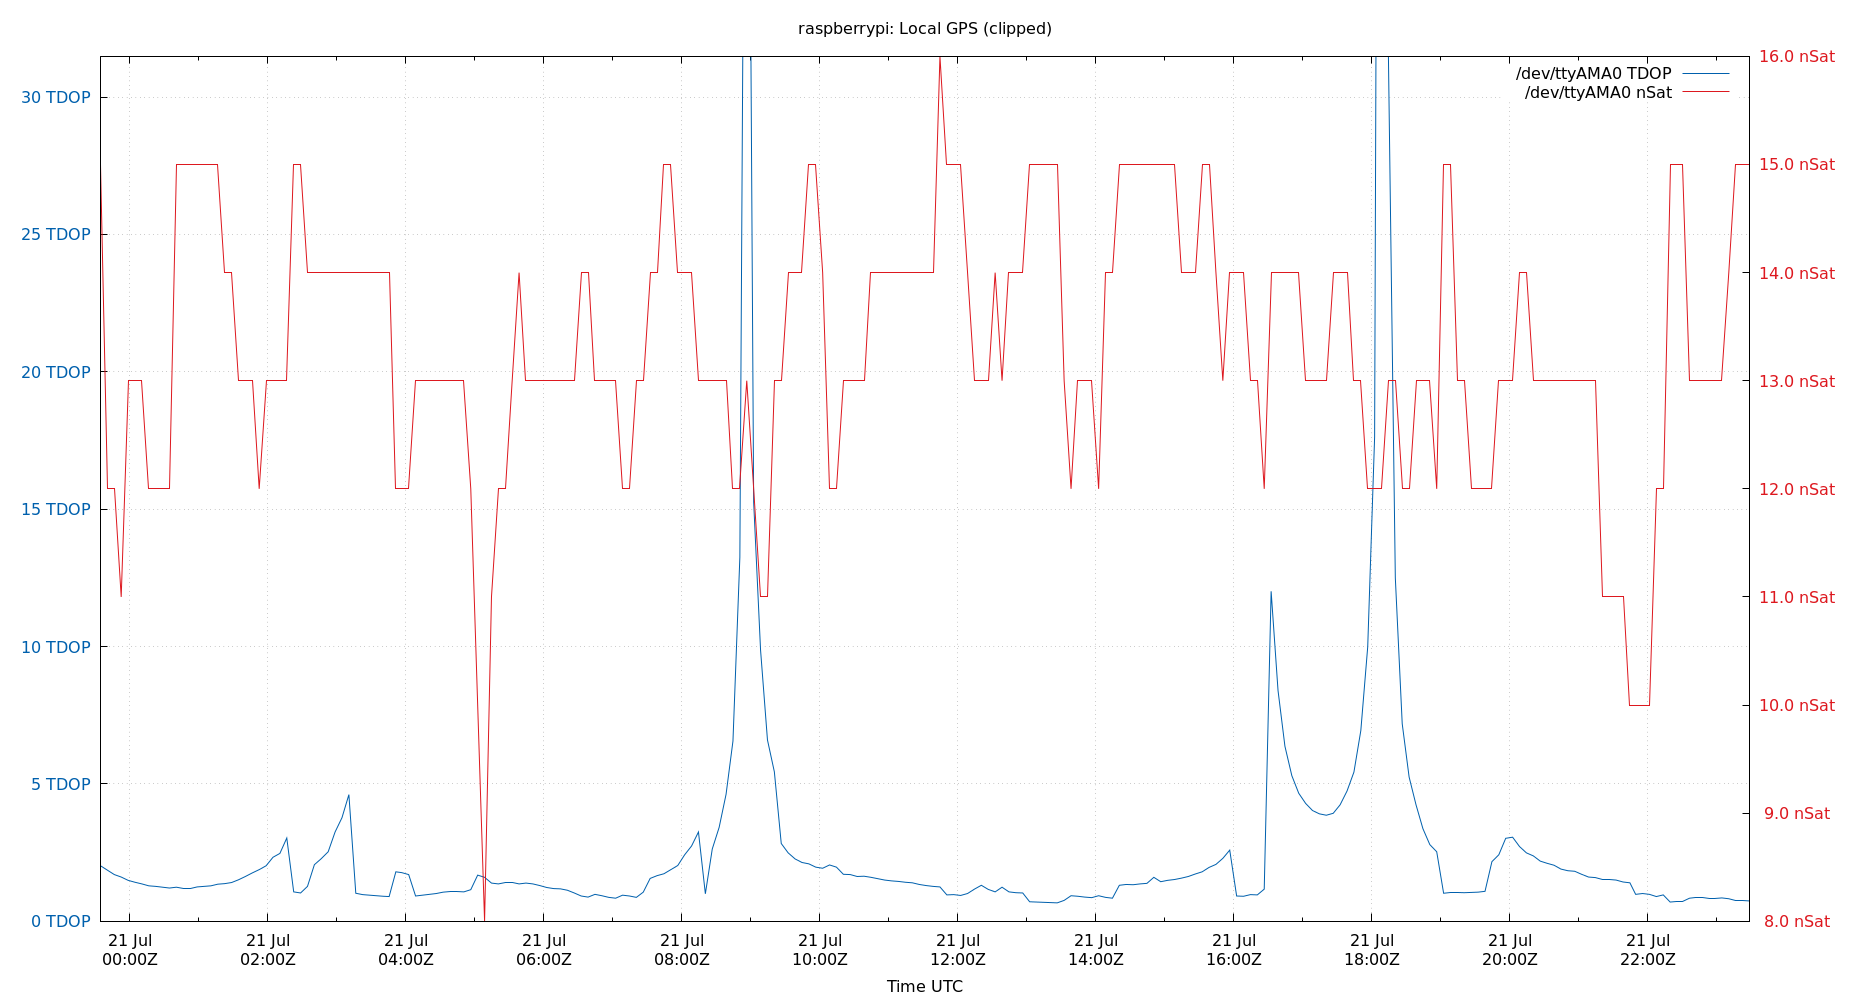 raspberrypi: Local GPS (clipped)
/dev/ttyAMA0 TDOP
/dev/ttyAMA0 nSat
30 TDOP
25 TDOP
20 TDOP
15 TDOP
10 TDOP
5 TDOP
0 TDOP
16.0 nSat
15.0 nSat
14.0 nSat
13.0 nSat
12.0 nSat
11.0 nSat
10.0 nSat
9.0 nSat
8.0 nSat
21 Jul
00:00Z
21 Jul
02:00Z
21 Jul
04:00Z
21 Jul
06:00Z
21 Jul
08:00Z
21 Jul
10:00Z
21 Jul
12:00Z
21 Jul
14:00Z
21 Jul
16:00Z
21 Jul
18:00Z
21 Jul
20:00Z
21 Jul
22:00Z
Time UTC